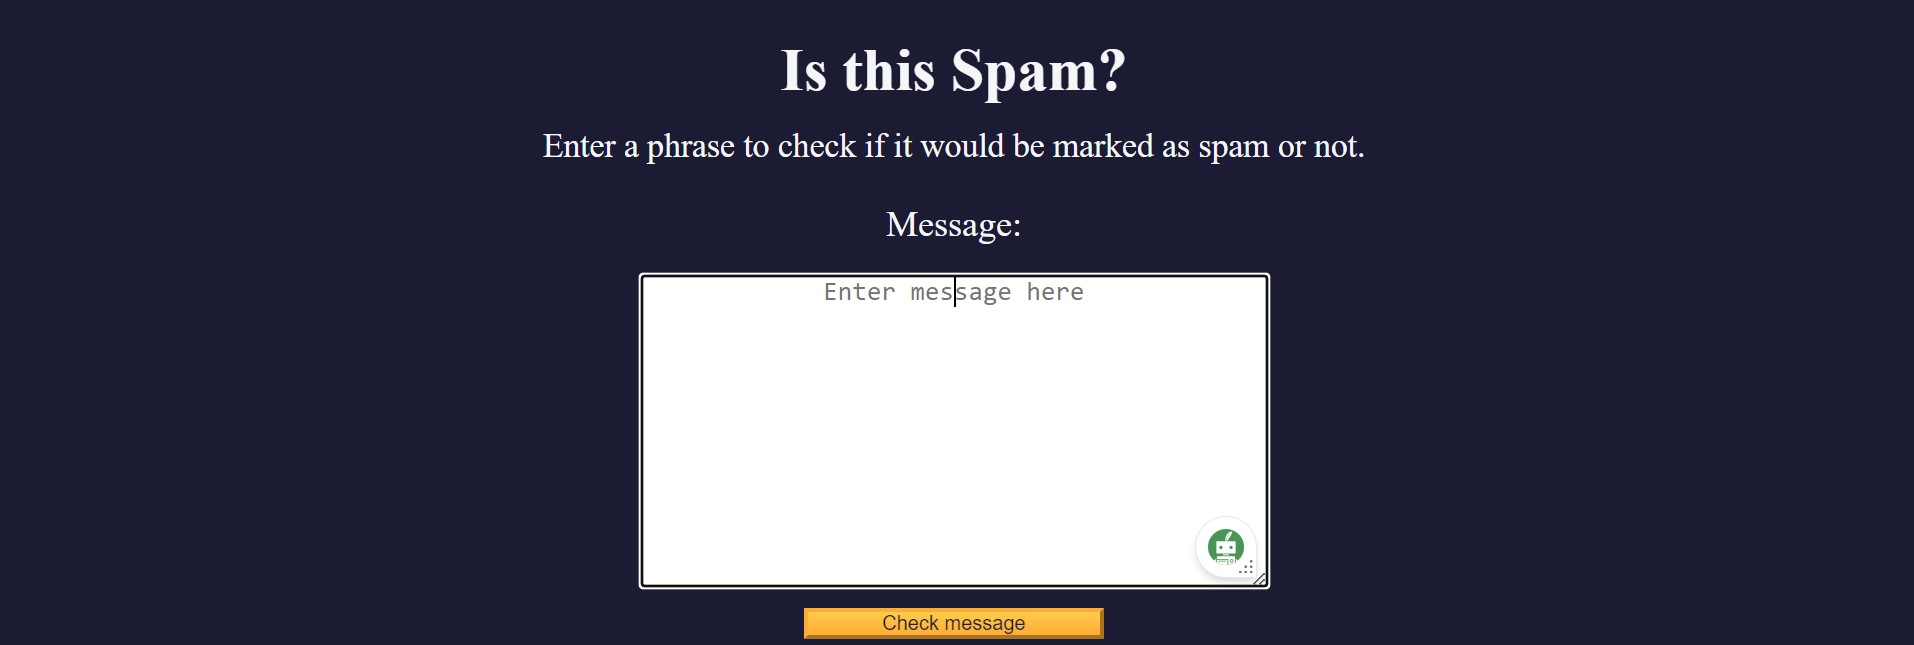 Is this Spam?
Enter a phrase to check if it would be marked as spam or not.
Message:
Enter message here
Check message